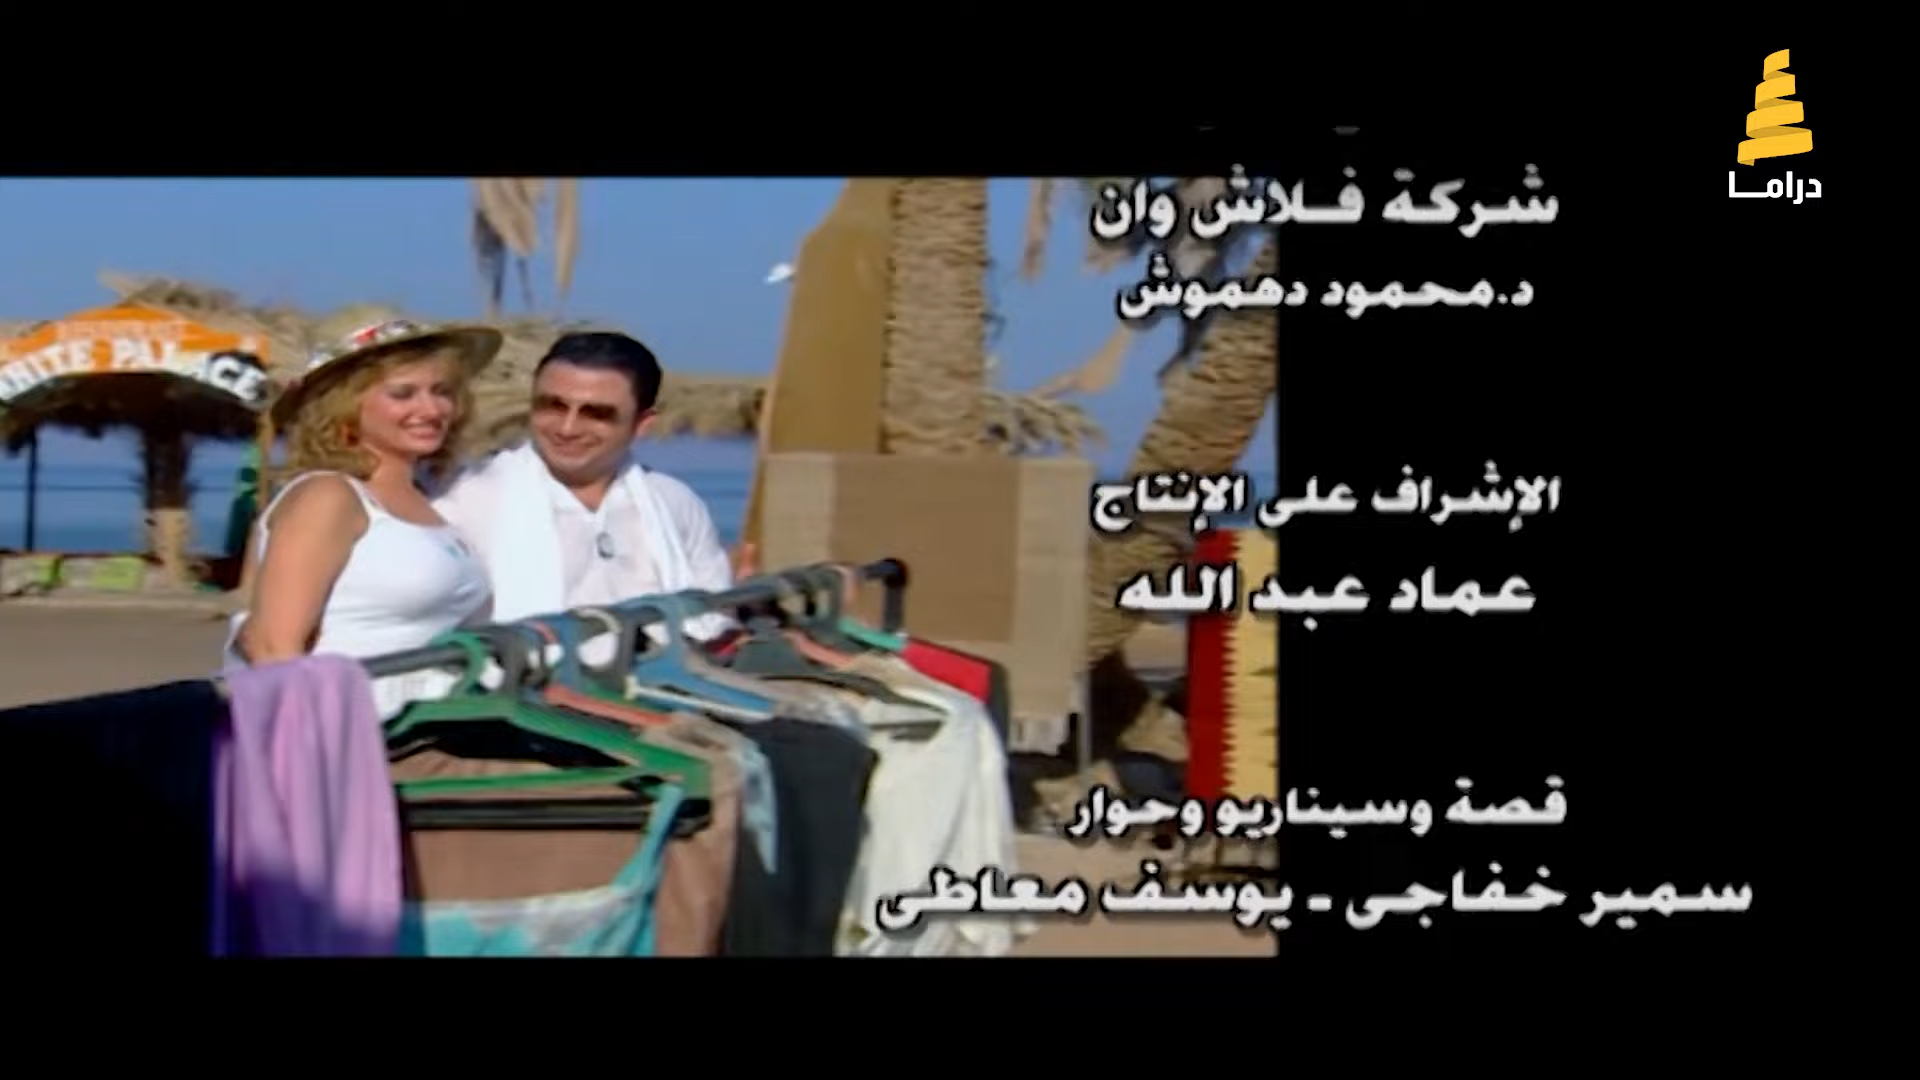 دراما
شركة فلاش وان
د.محمود دهموش
الإشراف على الإنتاج
عماد عبد الله
قصة وسيناريو وحوار
سمير خفاجى - يوسف معاطى